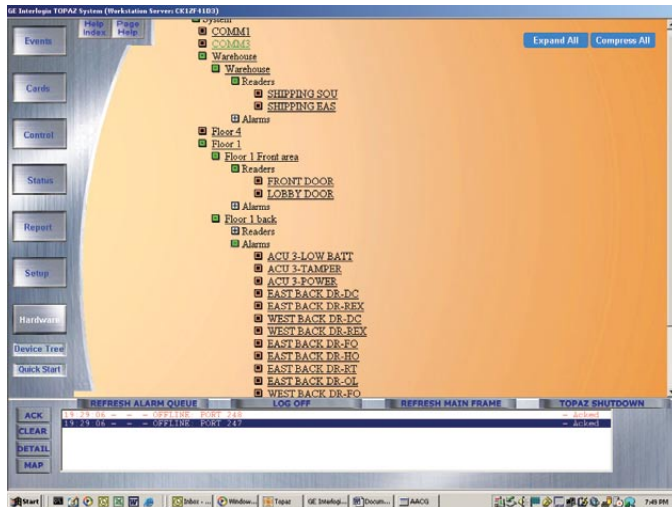 GE Interlogix TOPAZ System (Workstation Server: CK1ZF41D3)
Help Index
Page Help
Events
Cards
Control
Status
Report
Setup
Hardware
Device Tree
Quick Start
Expand All
Compress All
System
COMM1
COMM3
Warehouse
Warehouse
Readers
SHIPPING SOU
SHIPPING EAS
Alarms
Floor 4
Floor 1
Floor 1 Front area
Readers
FRONT DOOR
LOBBY DOOR
Alarms
Floor 1 back
Readers
Alarms
ACU 3-LOW BATT
ACU 3-TAMPER
ACU 3-POWER
EAST BACK DR-DC
EAST BACK DR-REX
WEST BACK DR-DC
WEST BACK DR-REX
EAST BACK DR-FO
EAST BACK DR-HO
EAST BACK DR-RT
EAST BACK DR-OL
WEST BACK DR-FO
REFRESH ALARM QUEUE
LOG OFF
REFRESH MAIN FRAME
TOPAZ SHUTDOWN
ACK
CLEAR
DETAIL
MAP
19:29:06 - - - OFFLINE: PORT 248 - Acked
19:29:06 - - - OFFLINE: PORT 247 - Acked
Start
Inbox - ...
Window...
Topaz
GE Interlogi...
Docum...
AACG
7:49 PM